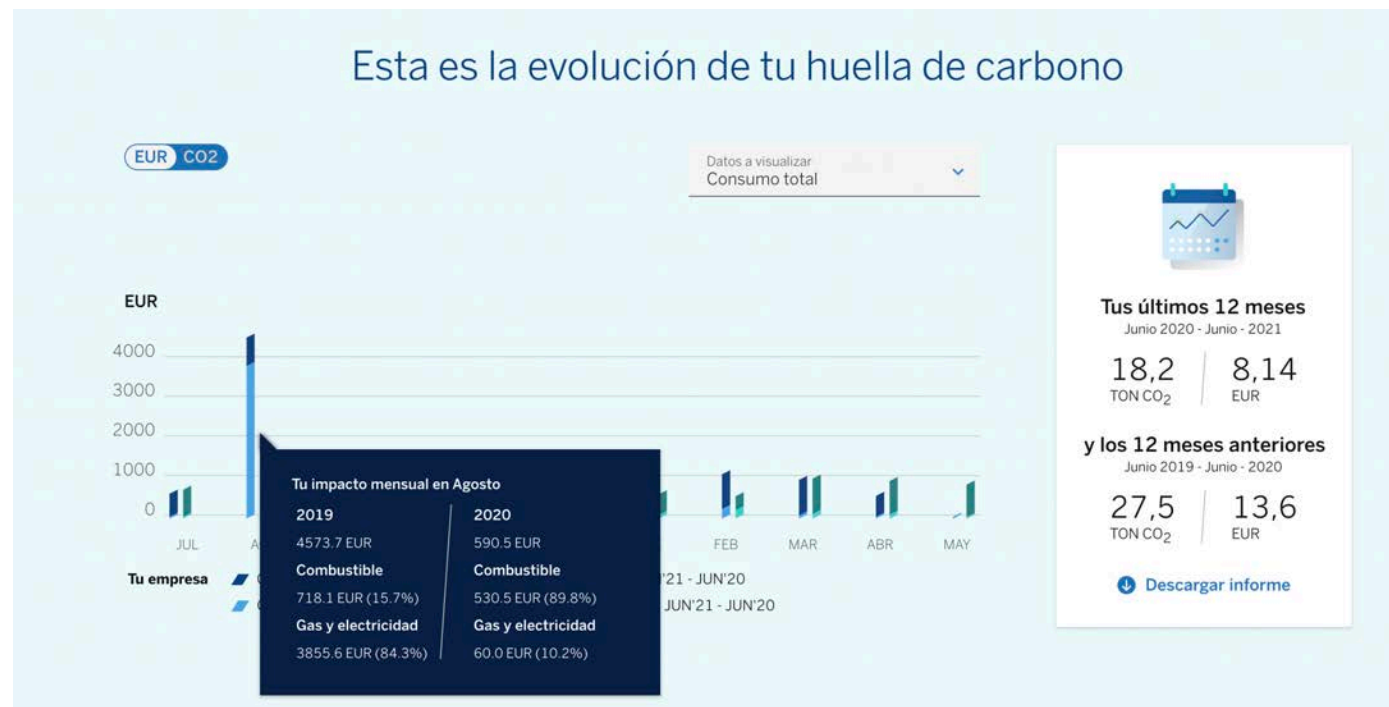 Esta es la evolución de tu huella de carbono
EUR CO2
Datos a visualizar
Consumo total
EUR
4000
3000
2000
1000
0
JUL
FEB
MAR
ABR
MAY
Tu impacto mensual en Agosto
2019
2020
4573.7 EUR
590.5 EUR
Combustible
Combustible
718.1 EUR (15.7%)
530.5 EUR (89.8%)
Gas y electricidad
Gas y electricidad
3855.6 EUR (84.3%)
60.0 EUR (10.2%)
Tu empresa
'21 - JUN'20
JUN'21 - JUN'20
Tus últimos 12 meses
Junio 2020 - Junio - 2021
18,2
8,14
TON CO2
EUR
y los 12 meses anteriores
Junio 2019 - Junio - 2020
27,5
13,6
TON CO2
EUR
Descargar informe